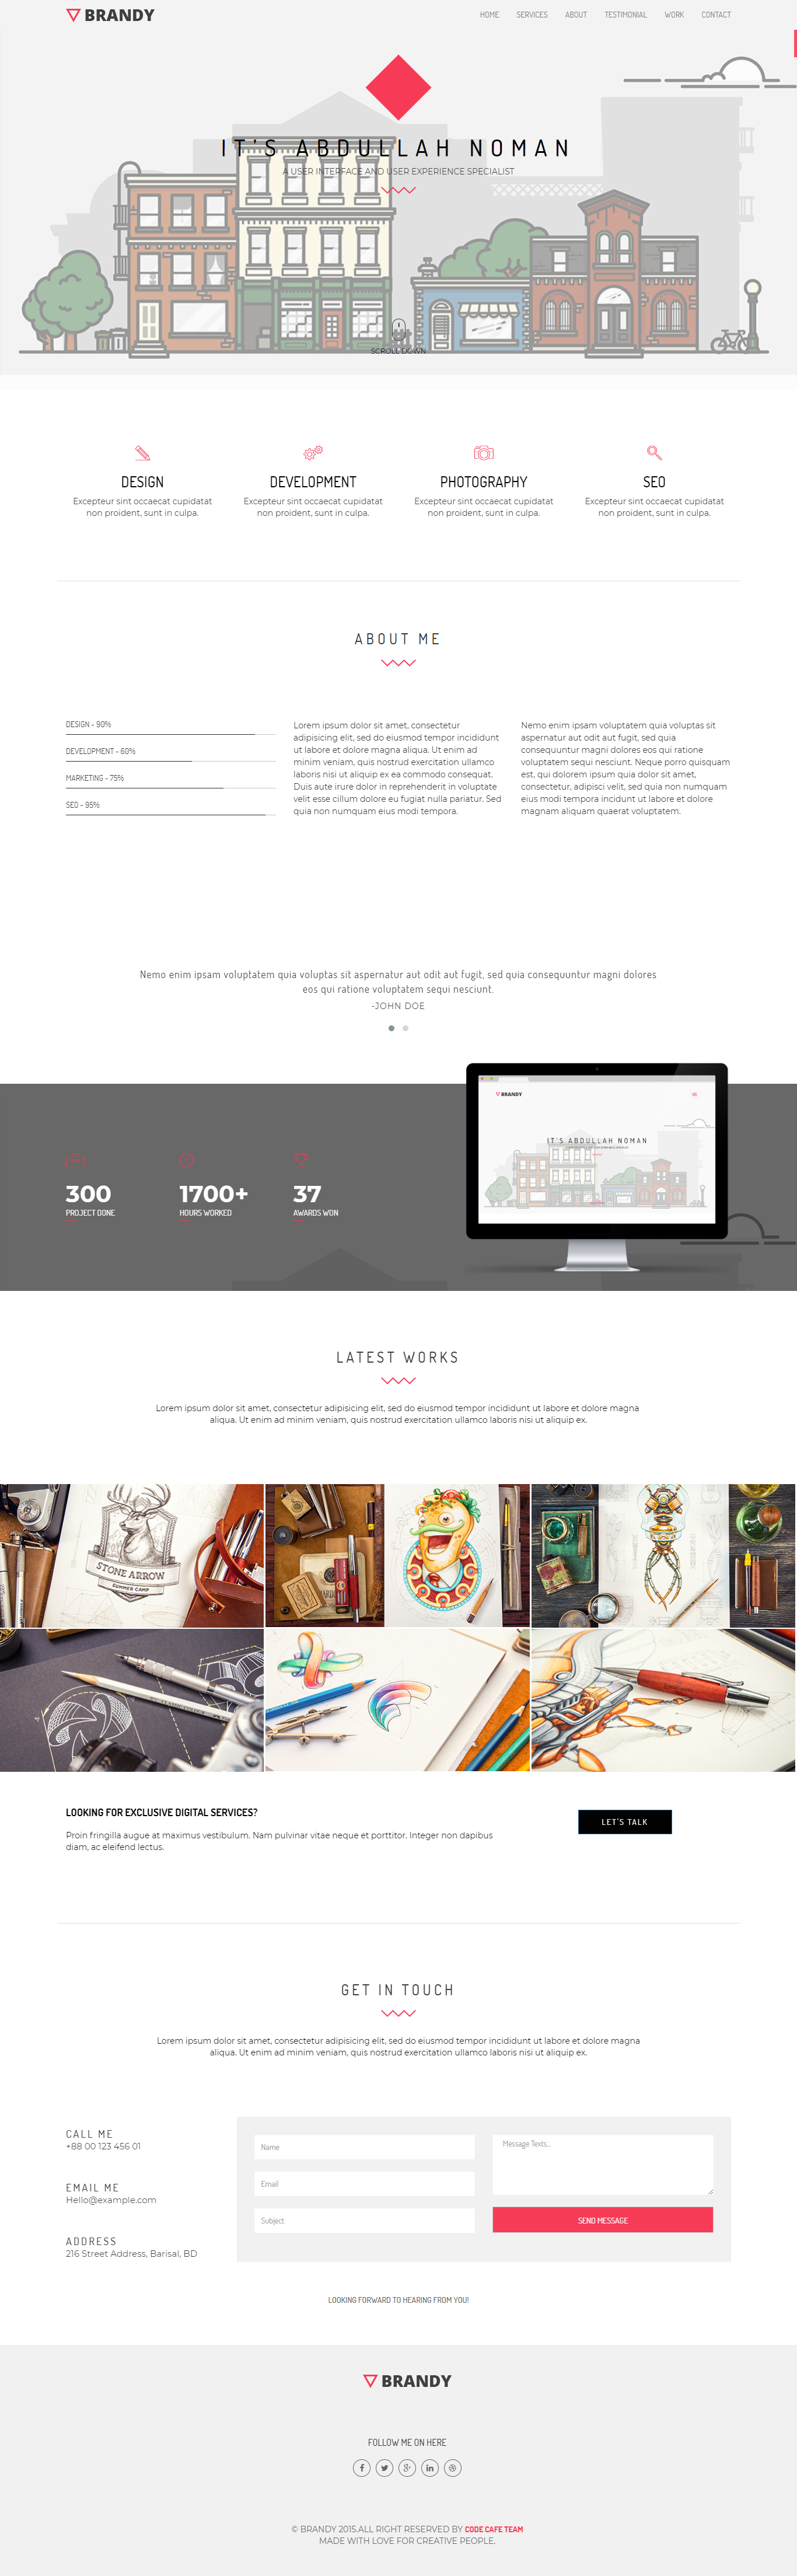 BRANDY
HOME SERVICES ABOUT TESTIMONIAL WORK CONTACT
IT'S ABDULLAH NOMAN
A USER INTERFACE AND USER EXPERIENCE SPECIALIST
SCROLL DOWN
DESIGN
Excepteur sint occaecat cupidatat
non proident, sunt in culpa.
DEVELOPMENT
Excepteur sint occaecat cupidatat
non proident, sunt in culpa.
PHOTOGRAPHY
Excepteur sint occaecat cupidatat
non proident, sunt in culpa.
SEO
Excepteur sint occaecat cupidatat
non proident, sunt in culpa.
ABOUT ME
DESIGN - 90%
DEVELOPMENT - 60%
MARKETING - 75%
SEO - 95%
Lorem ipsum dolor sit amet, consectetur
adipisicing elit, sed do eiusmod tempor incididunt
ut labore et dolore magna aliqua. Ut enim ad
minim veniam, quis nostrud exercitation ullamco
laboris nisi ut aliquip ex ea commodo consequat.
Duis aute irure dolor in reprehenderit in voluptate
velit esse cillum dolore eu fugiat nulla pariatur. Sed
quia non numquam eius modi tempora.
Nemo enim ipsam voluptatem quia voluptas sit
aspernatur aut odit aut fugit, sed quia
consequuntur magni dolores eos qui ratione
voluptatem sequi nesciunt. Neque porro quisquam
est, qui dolorem ipsum quia dolor sit amet,
consectetur, adipisci velit, sed quia non numquam
eius modi tempora incidunt ut labore et dolore
magnam aliquam quaerat voluptatem.
Nemo enim ipsam voluptatem quia voluptas sit aspernatur aut odit aut fugit, sed quia consequuntur magni dolores
eos qui ratione voluptatem sequi nesciunt.
-JOHN DOE
300
PROJECT DONE
1700+
HOURS WORKED
37
AWARDS WON
BRANDY
IT'S ABDULLAH NOMAN
LATEST WORKS
Lorem ipsum dolor sit amet, consectetur adipisicing elit, sed do eiusmod tempor incididunt ut labore et dolore magna
aliqua. Ut enim ad minim veniam, quis nostrud exercitation ullamco laboris nisi ut aliquip ex.
STONE ARROW
SUMMER CAMP
LOOKING FOR EXCLUSIVE DIGITAL SERVICES?
Proin fringilla augue at maximus vestibulum. Nam pulvinar vitae neque et porttitor. Integer non dapibus
diam, ac eleifend lectus.
LET'S TALK
GET IN TOUCH
Lorem ipsum dolor sit amet, consectetur adipisicing elit, sed do eiusmod tempor incididunt ut labore et dolore magna
aliqua. Ut enim ad minim veniam, quis nostrud exercitation ullamco laboris nisi ut aliquip ex.
CALL ME
+88 00 123 456 01
EMAIL ME
Hello@example.com
ADDRESS
216 Street Address, Barisal, BD
Name
Email
Subject
Message Texts...
SEND MESSAGE
LOOKING FORWARD TO HEARING FROM YOU!
BRANDY
FOLLOW ME ON HERE
© BRANDY 2015.ALL RIGHT RESERVED BY CODE CAFE TEAM
MADE WITH LOVE FOR CREATIVE PEOPLE.